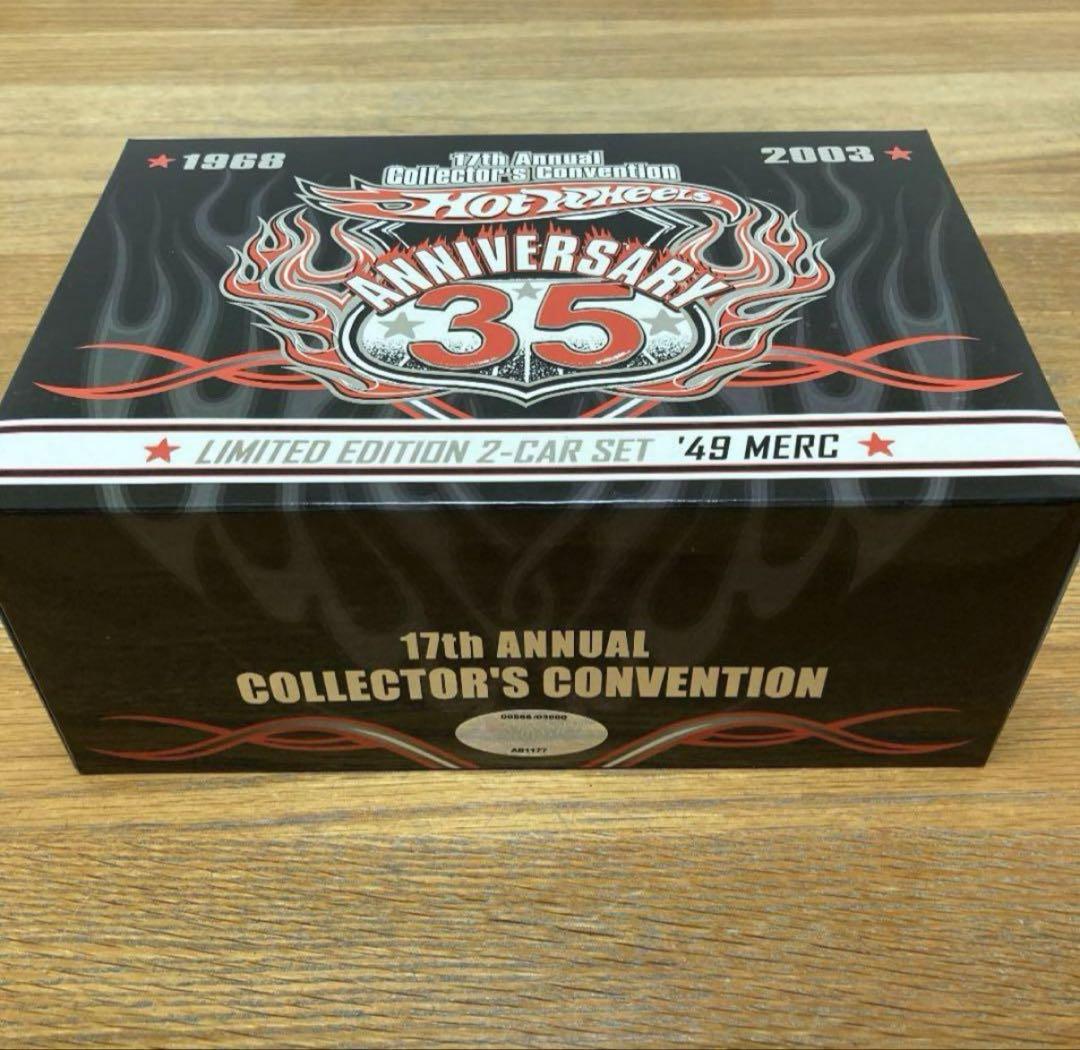 1968
17th Annual
Collector's Convention
2003
Hot Wheels
ANNIVERSARY
35
LIMITED EDITION 2-CAR SET '49 MERC
17th ANNUAL
COLLECTOR'S CONVENTION
AB1177